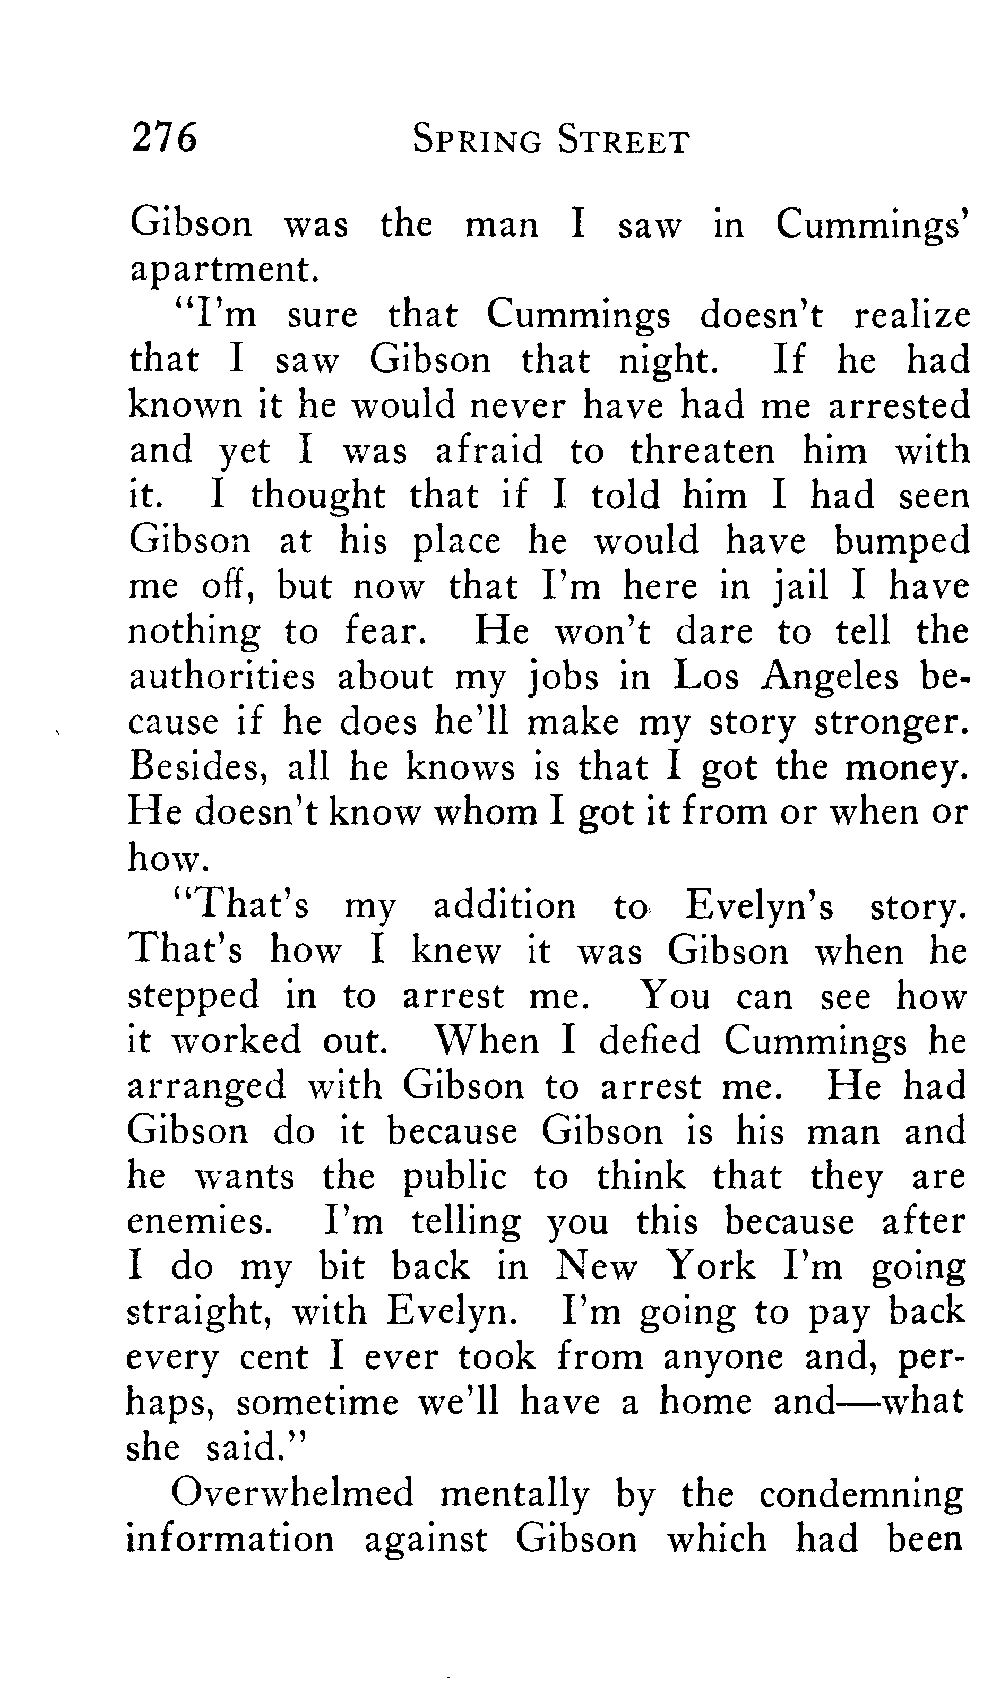 276 SPRING STREET
Gibson was the man I saw in Cummings'
apartment.
"I'm sure that Cummings doesn't realize
that I saw Gibson that night. If he had
known it he would never have had me arrested
and yet I was afraid to threaten him with
it. I thought that if I told him I had seen
Gibson at his place he would have bumped
me off, but now that I'm here in jail I have
nothing to fear. He won't dare to tell the
authorities about my jobs in Los Angeles be-
cause if he does he'll make my story stronger.
Besides, all he knows is that I got the money.
He doesn't know whom I got it from or when or
how.
"That's my addition to Evelyn's story.
That's how I knew it was Gibson when he
stepped in to arrest me. You can see how
it worked out. When I defied Cummings he
arranged with Gibson to arrest me. He had
Gibson do it because Gibson is his man and
he wants the public to think that they are
enemies. I'm telling you this because after
I do my bit back in New York I'm going
straight, with Evelyn. I'm going to pay back
every cent I ever took from anyone and, per-
haps, sometime we'll have a home and—what
she said."
Overwhelmed mentally by the condemning
information against Gibson which had been